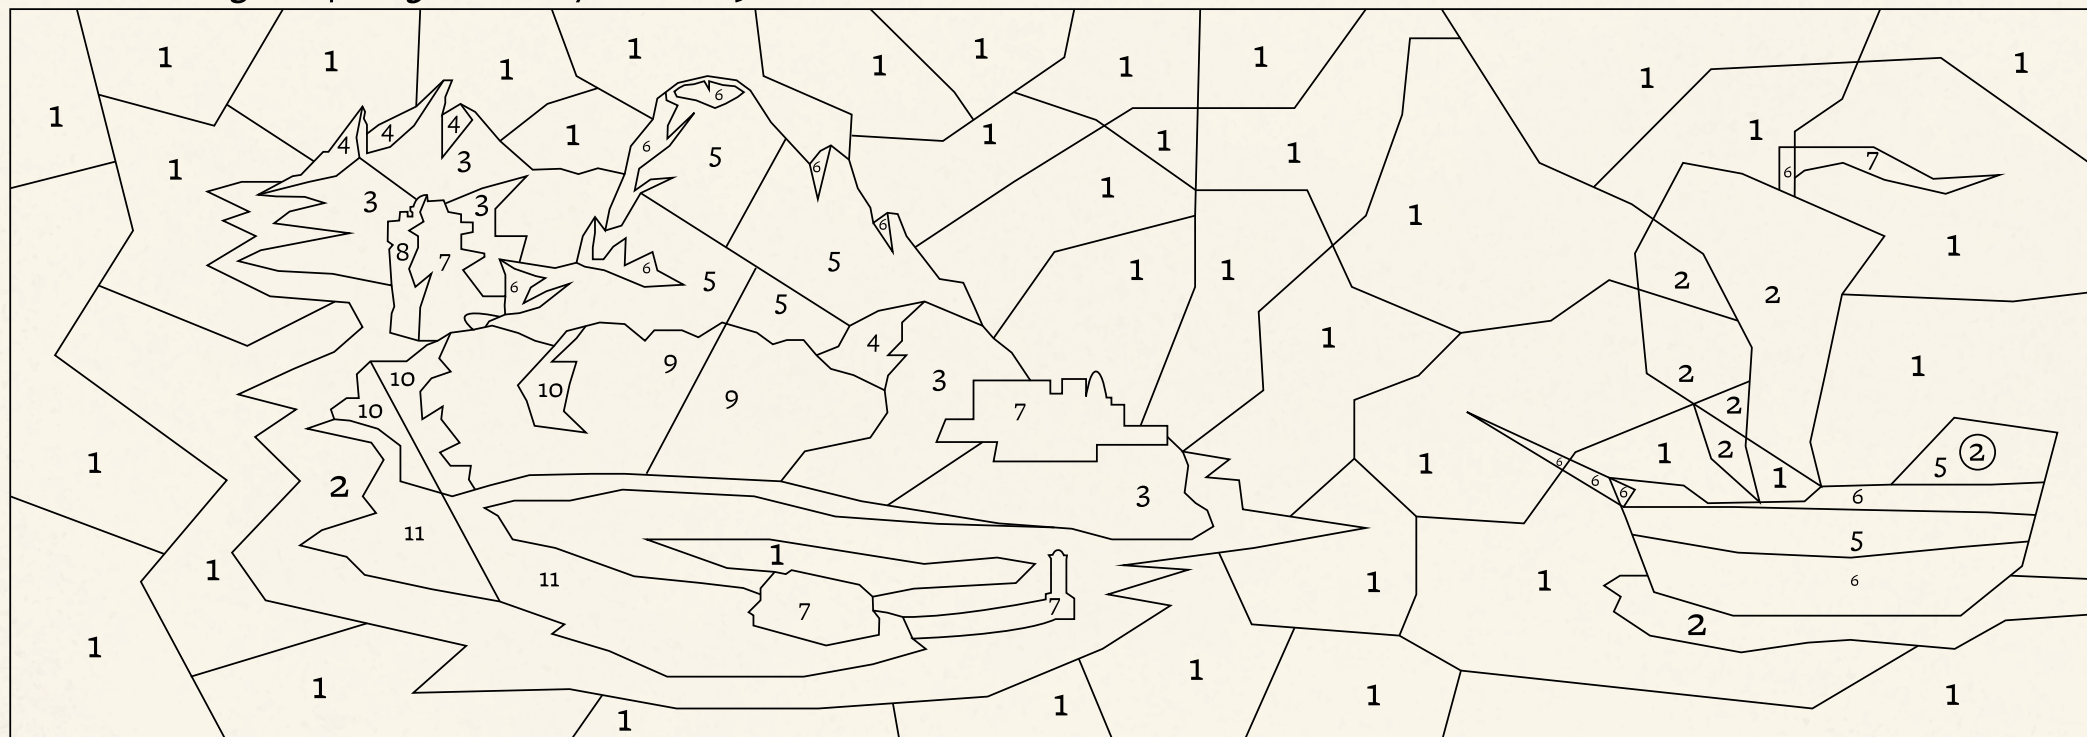 1 1 1 1 1 1 1 1 1
1 1 1 1 1 1 1
4 4 4 3 6 5 6 1 1 1 1 1
1 3 3 6 7
8 7 6 6 5 5 5 1 1 1 2 2 1
10 9 4 3 1 1
10 10 9 7 2 2
1 2 1 1 2 1 5 2
11 3 6 6 6 6
1 11 1 1 1 5 6
7 7 2
1 1 1 1 1 1 1